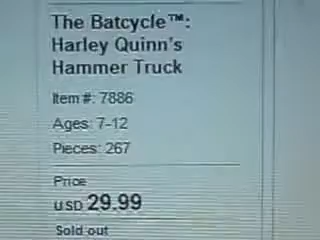 The Batcycle™:
Harley Quinn's
Hammer Truck
Item #: 7886
Ages: 7-12
Pieces: 267
Price
USD 29.99
Sold out